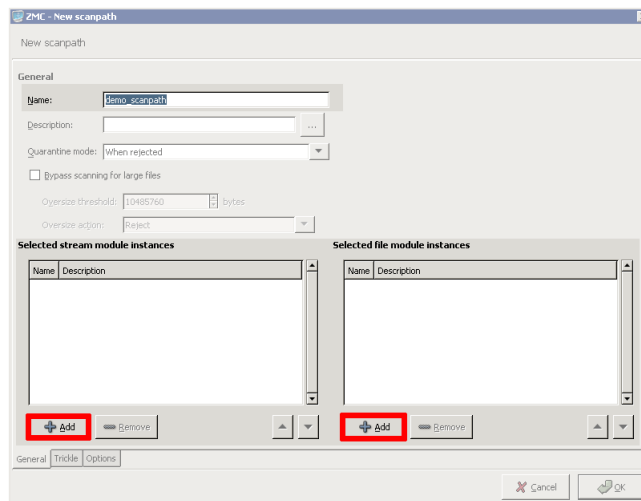 ZMC - New scanpath
New scanpath
General
Name: demo_scanpath
Description: ...
Quarantine mode: When rejected
Bypass scanning for large files
Oversize threshold: 10485760 bytes
Oversize action: Reject
Selected stream module instances
Name Description
Add Remove
Selected file module instances
Name Description
Add Remove
General Trickle Options
Cancel OK